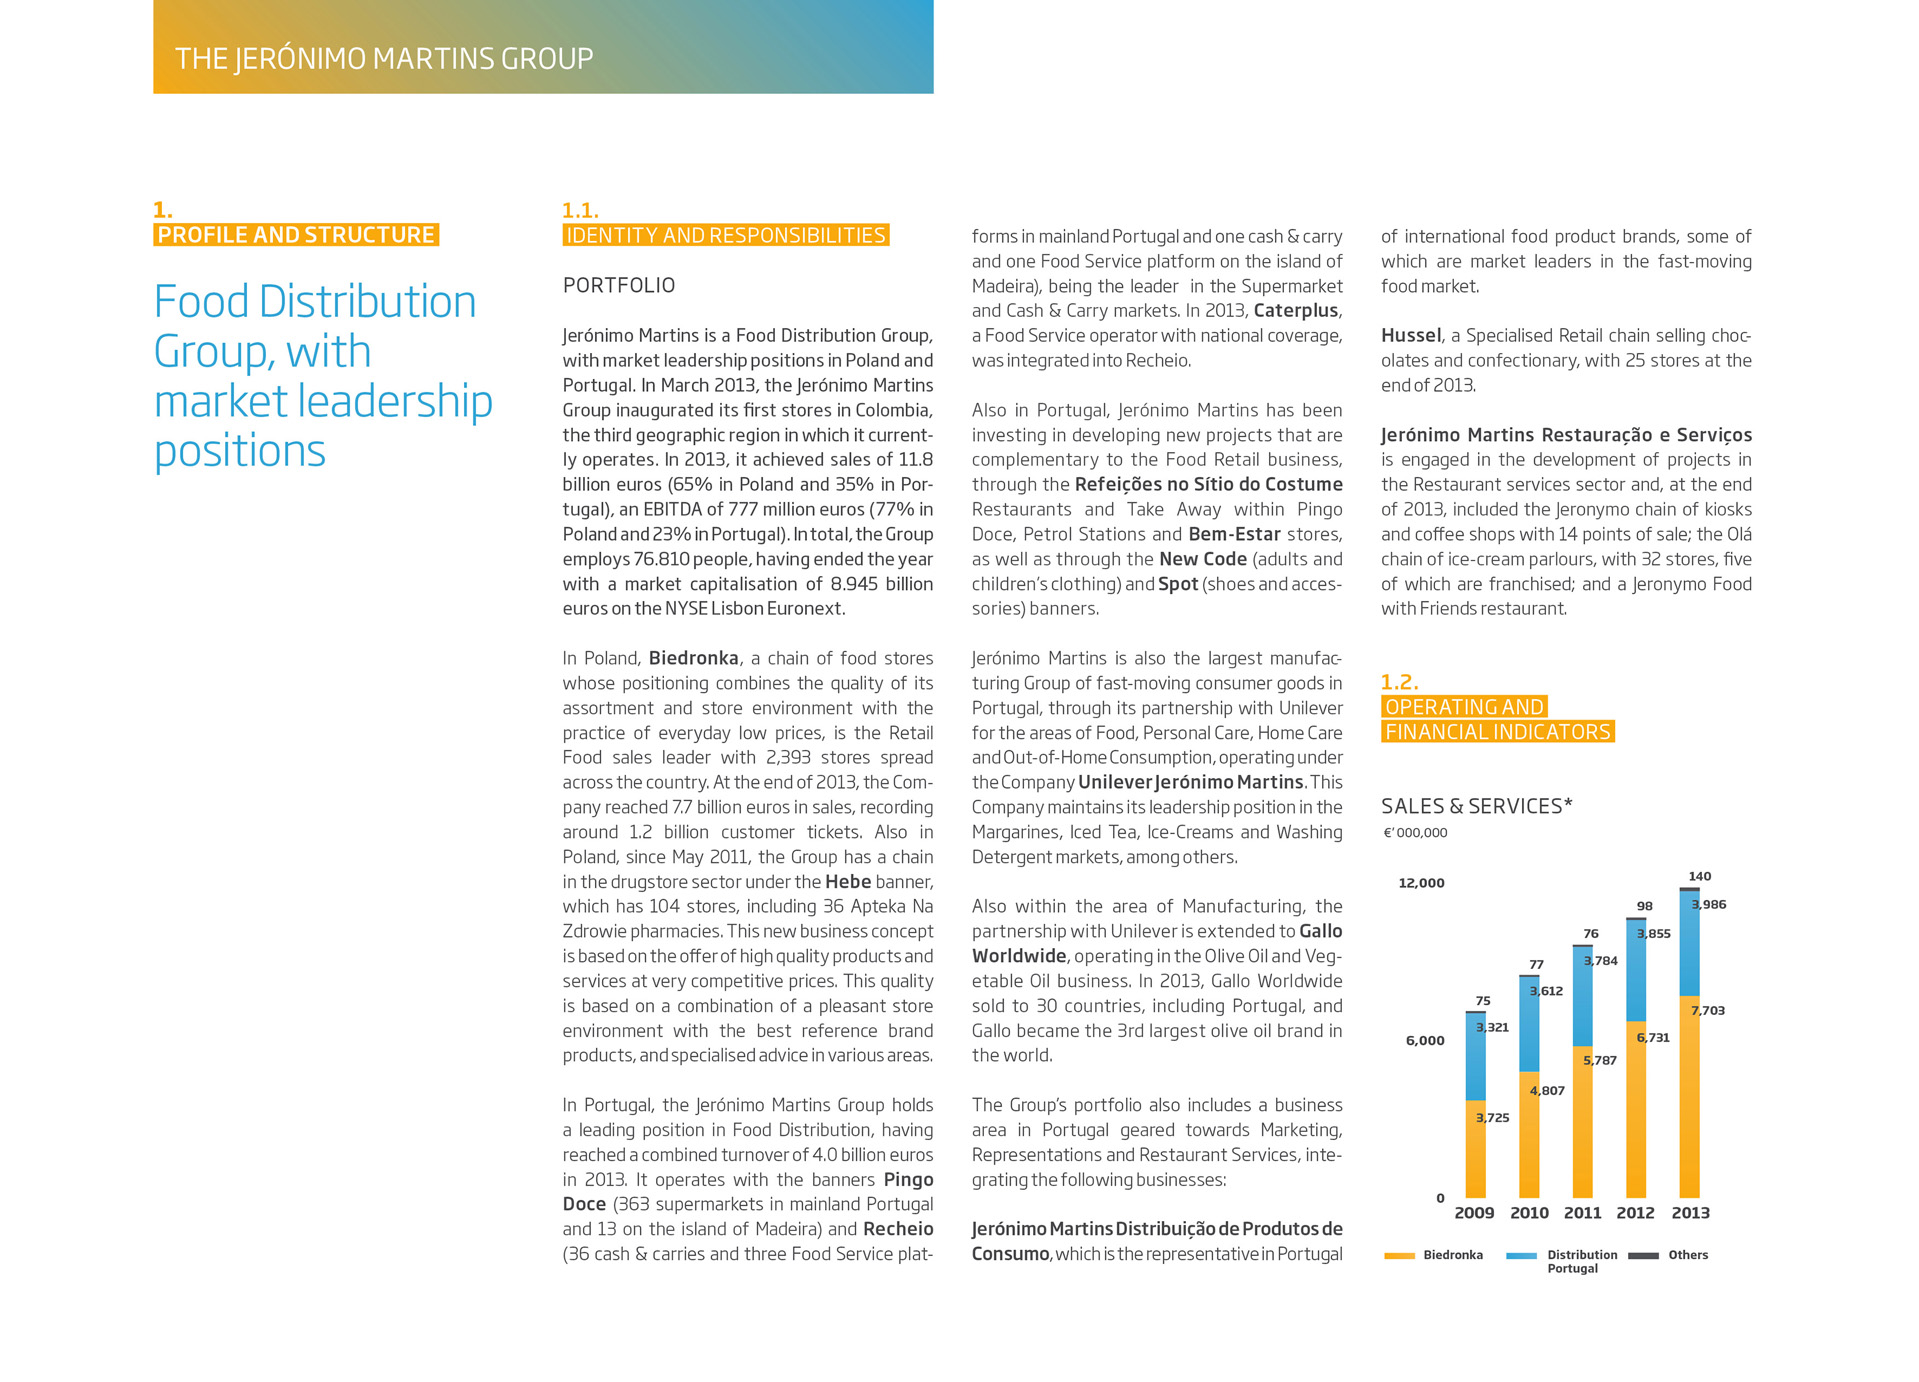 THE JERÓNIMO MARTINS GROUP
1.
PROFILE AND STRUCTURE
Food Distribution
Group, with
market leadership
positions
1.1.
IDENTITY AND RESPONSIBILITIES
PORTFOLIO
Jerónimo Martins is a Food Distribution Group,
with market leadership positions in Poland and
Portugal. In March 2013, the Jerónimo Martins
Group inaugurated its first stores in Colombia,
the third geographic region in which it current-
ly operates. In 2013, it achieved sales of 11.8
billion euros (65% in Poland and 35% in Por-
tugal), an EBITDA of 777 million euros (77% in
Poland and 23% in Portugal). In total, the Group
employs 76.810 people, having ended the year
with a market capitalisation of 8.945 billion
euros on the NYSE Lisbon Euronext.
In Poland, Biedronka, a chain of food stores
whose positioning combines the quality of its
assortment and store environment with the
practice of everyday low prices, is the Retail
Food sales leader with 2,393 stores spread
across the country. At the end of 2013, the Com-
pany reached 7.7 billion euros in sales, recording
around 1.2 billion customer tickets. Also in
Poland, since May 2011, the Group has a chain
in the drugstore sector under the Hebe banner,
which has 104 stores, including 36 Apteka Na
Zdrowie pharmacies. This new business concept
is based on the offer of high quality products and
services at very competitive prices. This quality
is based on a combination of a pleasant store
environment with the best reference brand
products, and specialised advice in various areas.
In Portugal, the Jerónimo Martins Group holds
a leading position in Food Distribution, having
reached a combined turnover of 4.0 billion euros
in 2013. It operates with the banners Pingo
Doce (363 supermarkets in mainland Portugal
and 13 on the island of Madeira) and Recheio
(36 cash & carries and three Food Service plat-
forms in mainland Portugal and one cash & carry
and one Food Service platform on the island of
Madeira), being the leader in the Supermarket
and Cash & Carry markets. In 2013, Caterplus,
a Food Service operator with national coverage,
was integrated into Recheio.
Also in Portugal, Jerónimo Martins has been
investing in developing new projects that are
complementary to the Food Retail business,
through the Refeições no Sítio do Costume
Restaurants and Take Away within Pingo
Doce, Petrol Stations and Bem-Estar stores,
as well as through the New Code (adults and
children's clothing) and Spot (shoes and acces-
sories) banners.
Jerónimo Martins is also the largest manufac-
turing Group of fast-moving consumer goods in
Portugal, through its partnership with Unilever
for the areas of Food, Personal Care, Home Care
and Out-of-Home Consumption, operating under
the Company Unilever Jerónimo Martins. This
Company maintains its leadership position in the
Margarines, Iced Tea, Ice-Creams and Washing
Detergent markets, among others.
Also within the area of Manufacturing, the
partnership with Unilever is extended to Gallo
Worldwide, operating in the Olive Oil and Veg-
etable Oil business. In 2013, Gallo Worldwide
sold to 30 countries, including Portugal, and
Gallo became the 3rd largest olive oil brand in
the world.
The Group's portfolio also includes a business
area in Portugal geared towards Marketing,
Representations and Restaurant Services, inte-
grating the following businesses:
Jerónimo Martins Distribuição de Produtos de
Consumo, which is the representative in Portugal
of international food product brands, some of
which are market leaders in the fast-moving
food market.
Hussel, a Specialised Retail chain selling choc-
olates and confectionary, with 25 stores at the
end of 2013.
Jerónimo Martins Restauração e Serviços
is engaged in the development of projects in
the Restaurant services sector and, at the end
of 2013, included the Jeronymo chain of kiosks
and coffee shops with 14 points of sale; the Olá
chain of ice-cream parlours, with 32 stores, five
of which are franchised; and a Jeronymo Food
with Friends restaurant.
1.2.
OPERATING AND
FINANCIAL INDICATORS
SALES & SERVICES*
€' 000,000
140
12,000
98
3,986
76
3,855
77
3,784
3,612
75
7,703
3,321
6,731
6,000
5,787
4,807
3,725
0
2009 2010 2011 2012 2013
Biedronka
Distribution
Portugal
Others